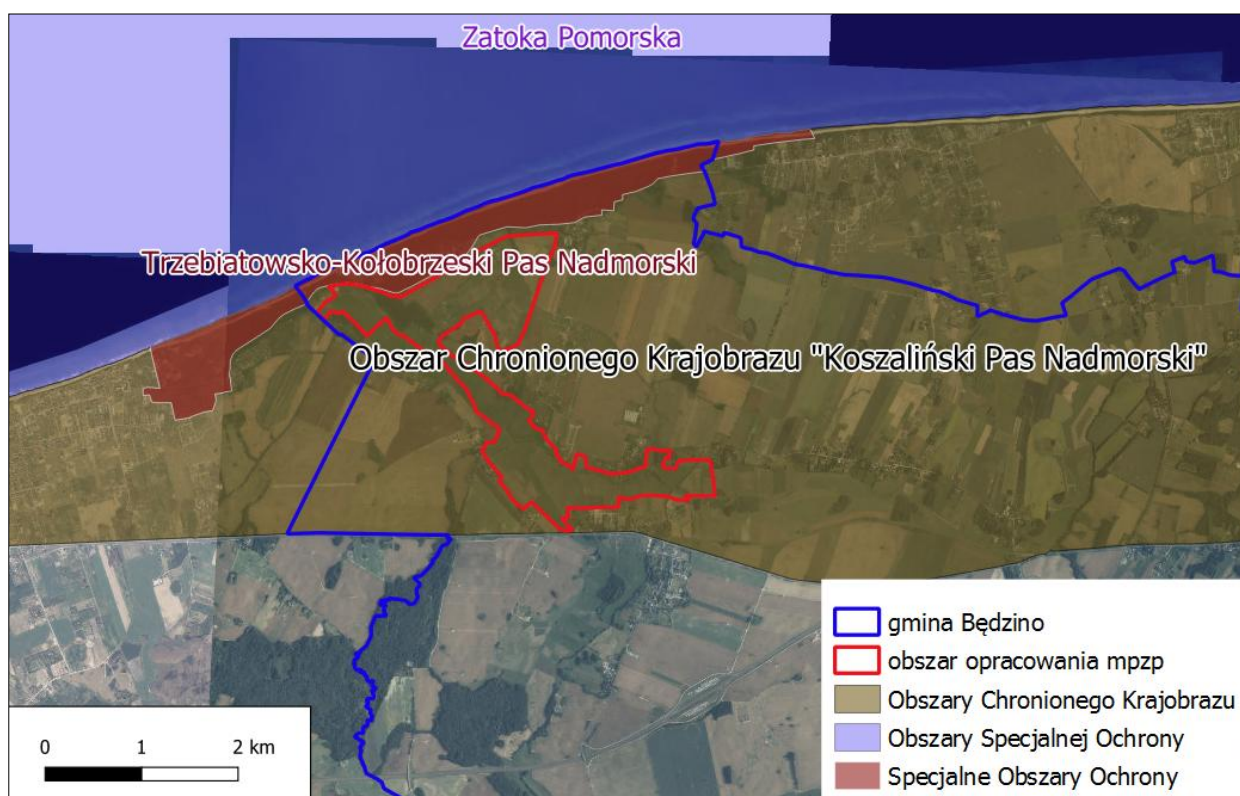 Zatoka Pomorska
Trzebiatowsko-Kołobrzeski Pas Nadmorski
Obszar Chronionego Krajobrazu "Koszaliński Pas Nadmorski"
gmina Będzino
obszar opracowania mpzp
Obszary Chronionego Krajobrazu
Obszary Specjalnej Ochrony
Specjalne Obszary Ochrony
0 1 2 km